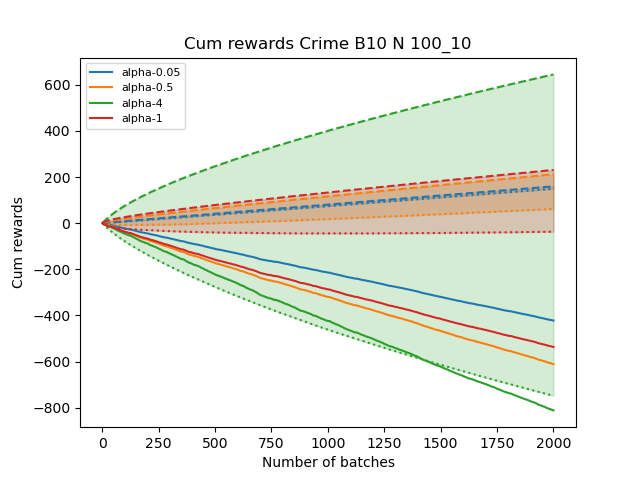 Cum rewards Crime B10 N 100_10
alpha-0.05
alpha-0.5
alpha-4
alpha-1
Cum rewards
600
400
200
0
−200
−400
−600
−800
0 250 500 750 1000 1250 1500 1750 2000
Number of batches